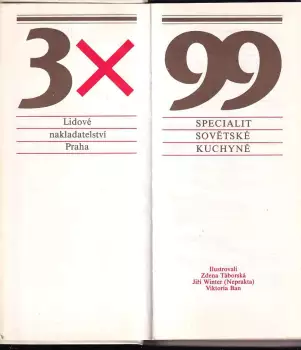 3× 99
Lidové
nakladatelství
Praha
SPECIALIT
SOVĚTSKÉ
KUCHYNĚ
Ilustrovali
Zdena Táborská
Jiří Winter (Neprakta)
Viktoria Ban